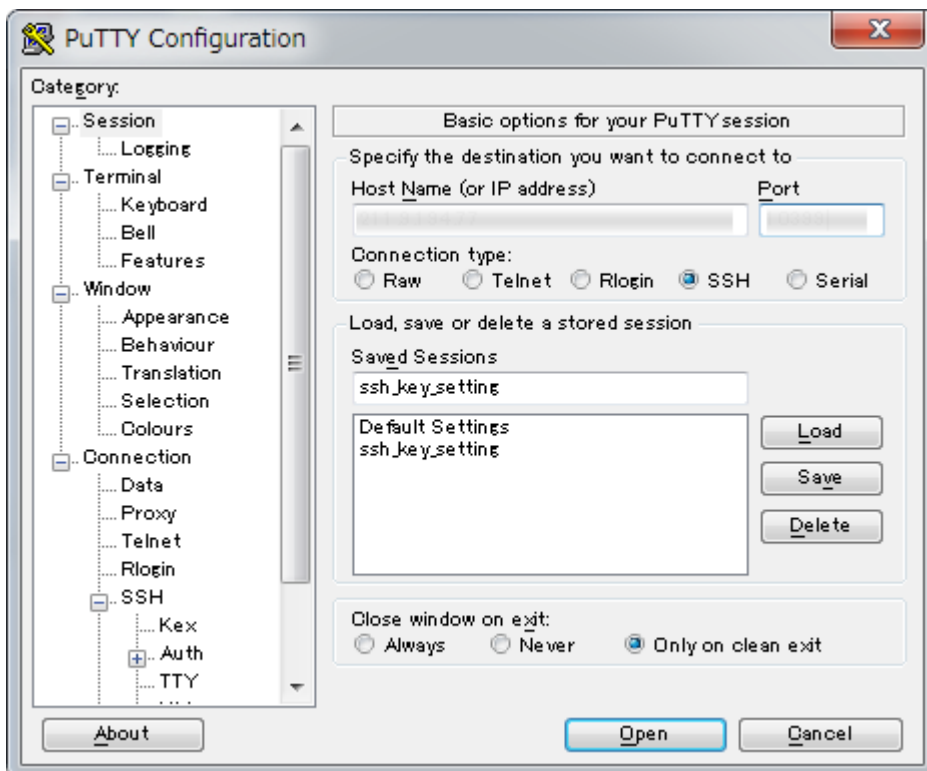 PuTTY Configuration
Category:
Session
Logging
Terminal
Keyboard
Bell
Features
Window
Appearance
Behaviour
Translation
Selection
Colours
Connection
Data
Proxy
Telnet
Rlogin
SSH
Kex
Auth
TTY
Basic options for your PuTTY session
Specify the destination you want to connect to
Host Name (or IP address) Port
Connection type:
Raw Telnet Rlogin SSH Serial
Load, save or delete a stored session
Saved Sessions
ssh_key_setting
Default Settings
ssh_key_setting
Load
Save
Delete
Close window on exit:
Always Never Only on clean exit
About Open Cancel